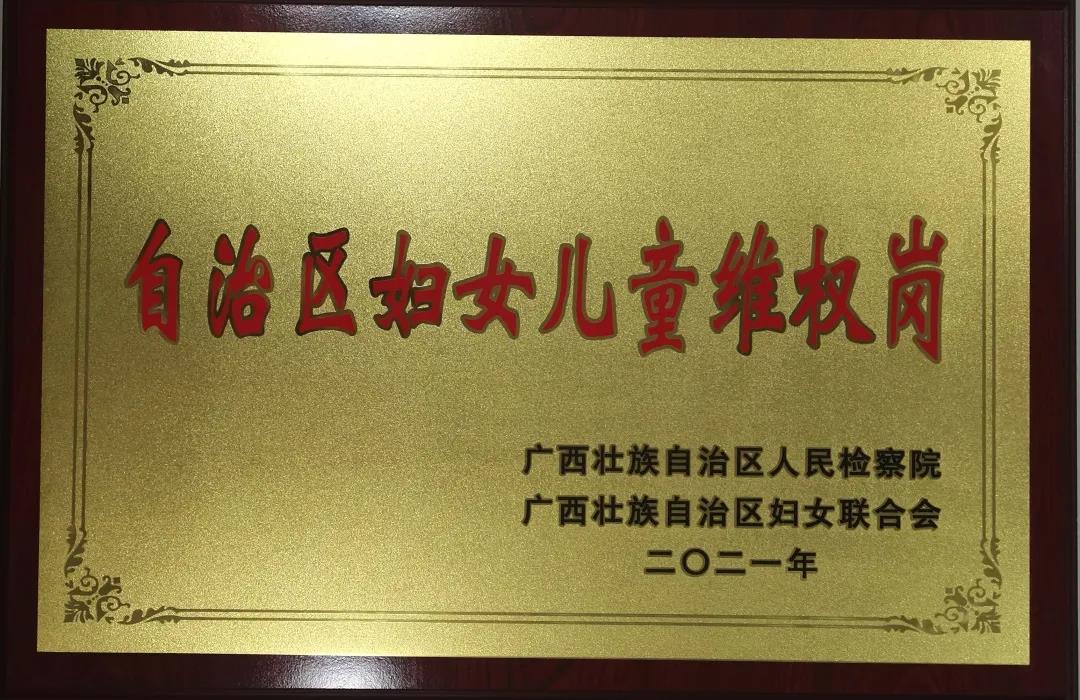 自治区妇女儿童维权岗
广西壮族自治区人民检察院
广西壮族自治区妇女联合会
二〇二一年